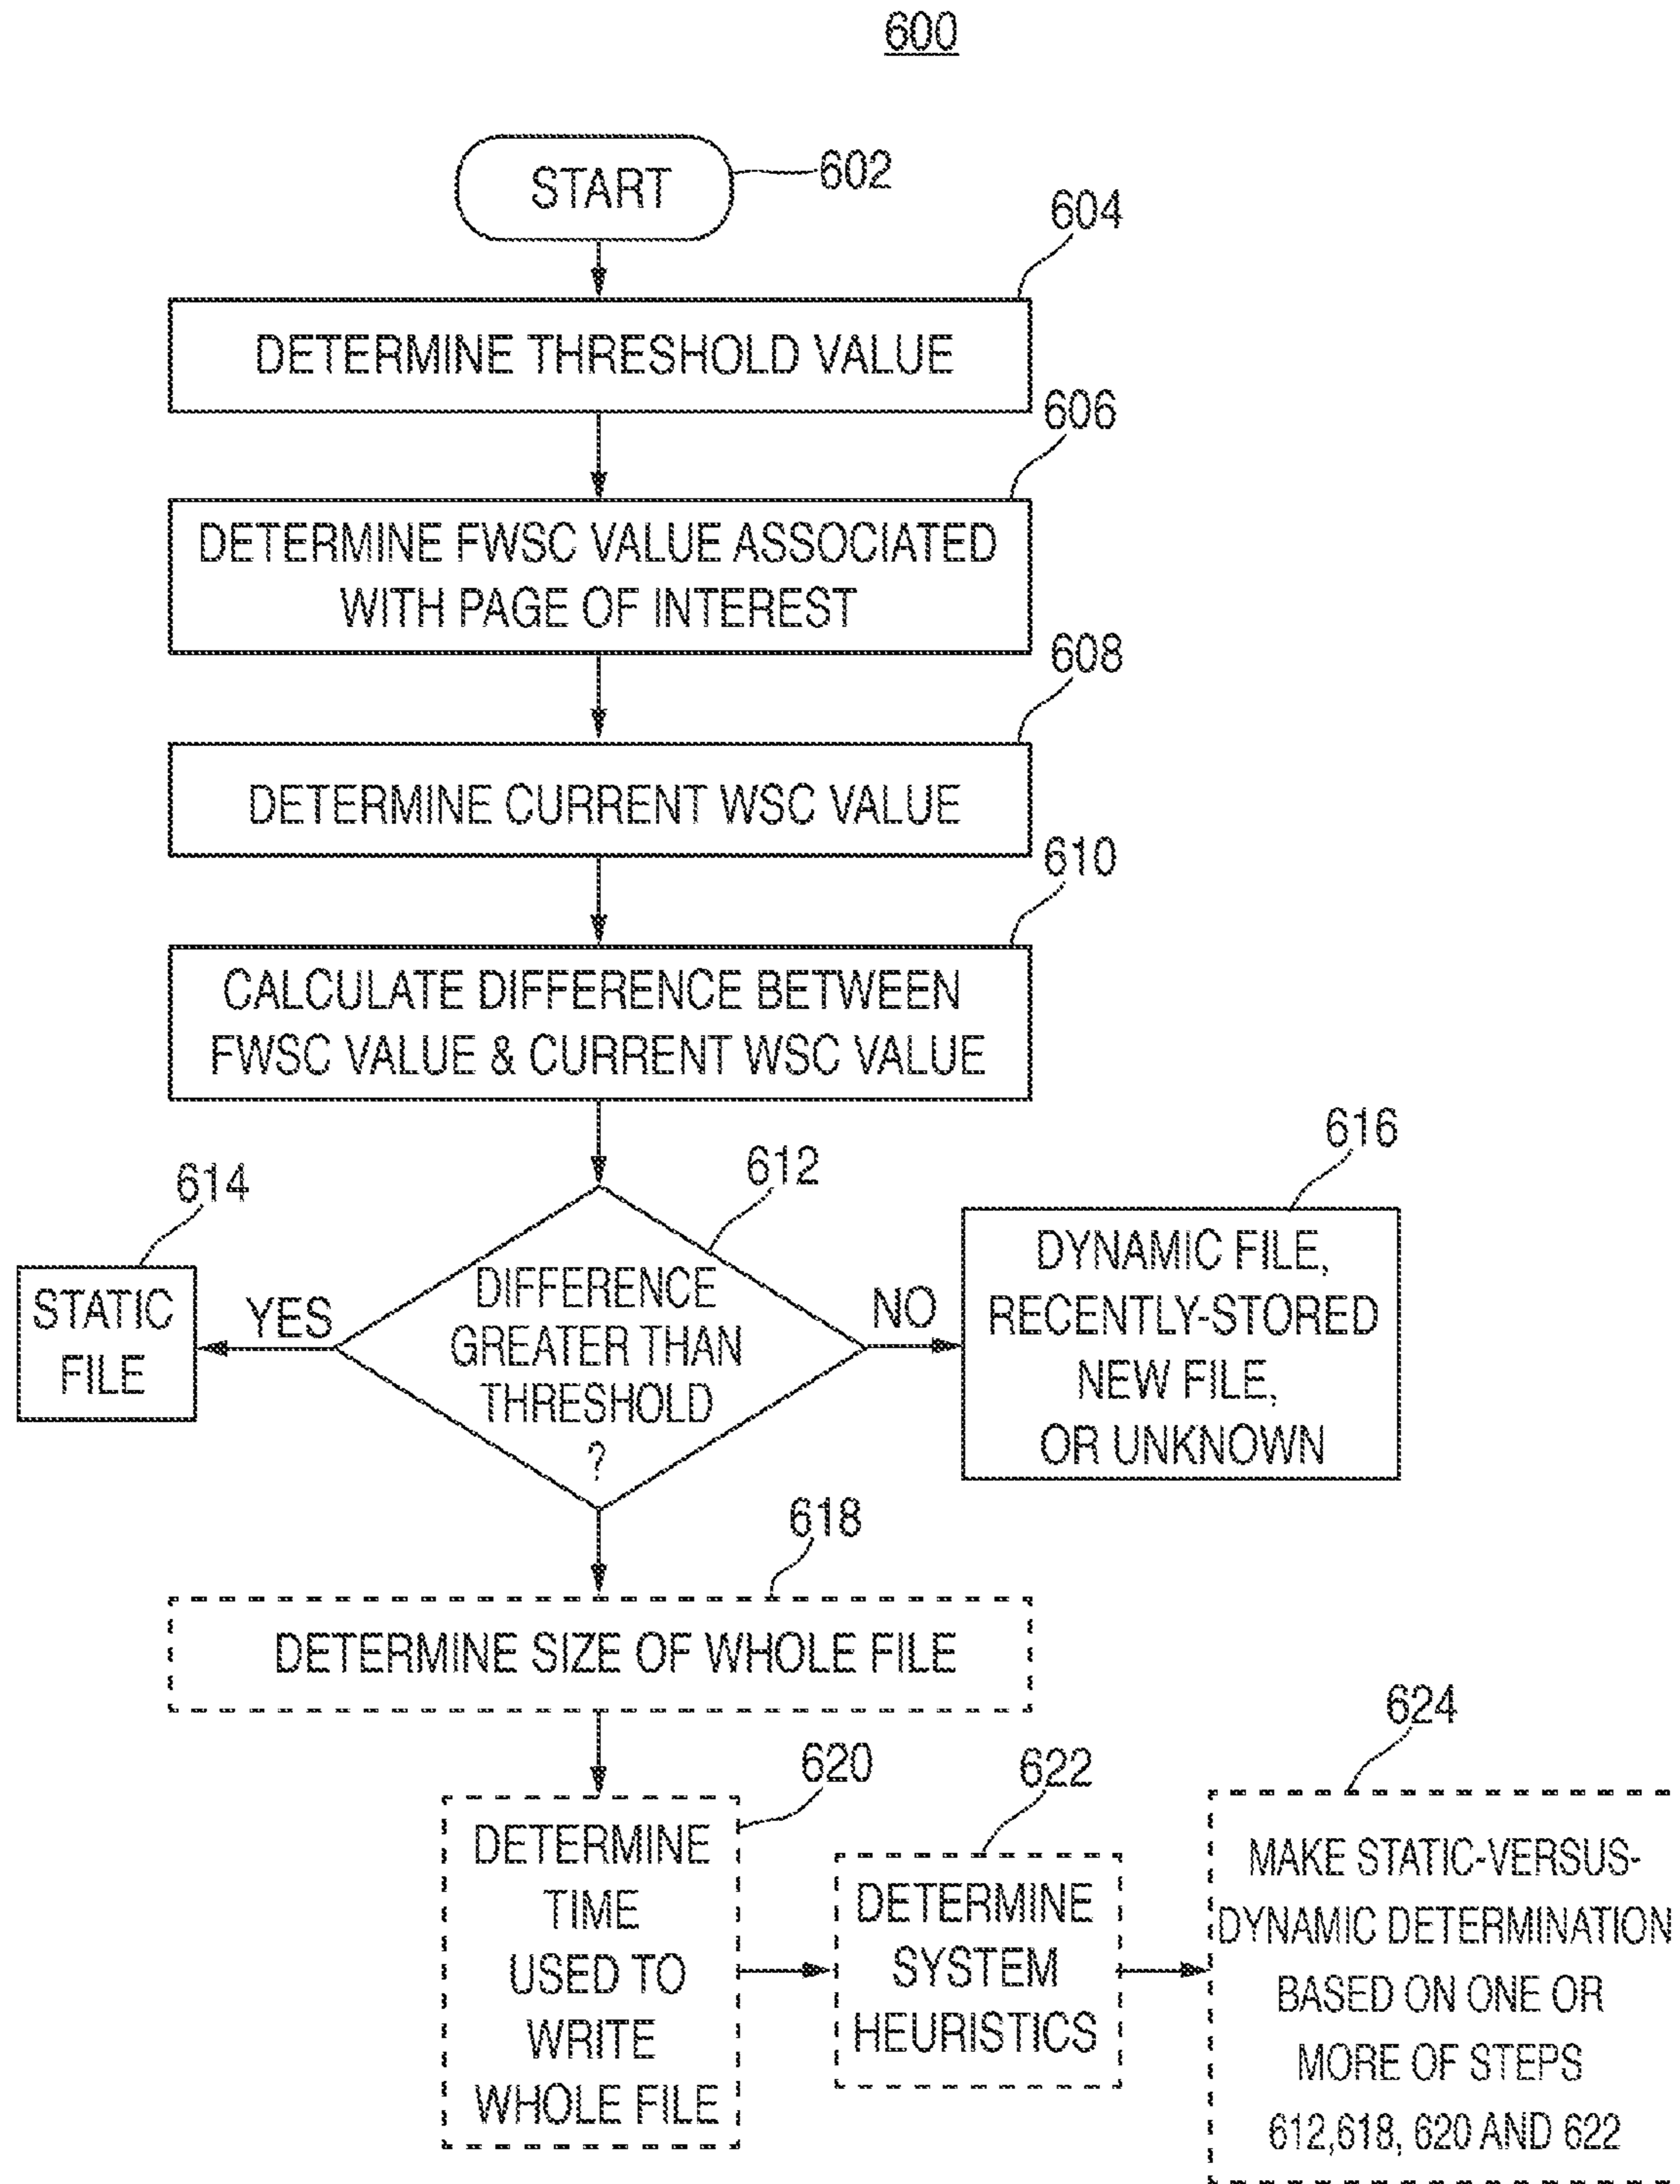 600
START
602
604
DETERMINE THRESHOLD VALUE
606
DETERMINE FWSC VALUE ASSOCIATED
WITH PAGE OF INTEREST
608
DETERMINE CURRENT WSC VALUE
610
CALCULATE DIFFERENCE BETWEEN
FWSC VALUE & CURRENT WSC VALUE
612
614
616
STATIC
FILE
YES
DIFFERENCE
GREATER THAN
THRESHOLD
?
NO
DYNAMIC FILE,
RECENTLY-STORED
NEW FILE,
OR UNKNOWN
618
DETERMINE SIZE OF WHOLE FILE
620
DETERMINE
TIME
USED TO
WRITE
WHOLE FILE
622
DETERMINE
SYSTEM
HEURISTICS
624
MAKE STATIC-VERSUS-
DYNAMIC DETERMINATION
BASED ON ONE OR
MORE OF STEPS
612,618, 620 AND 622